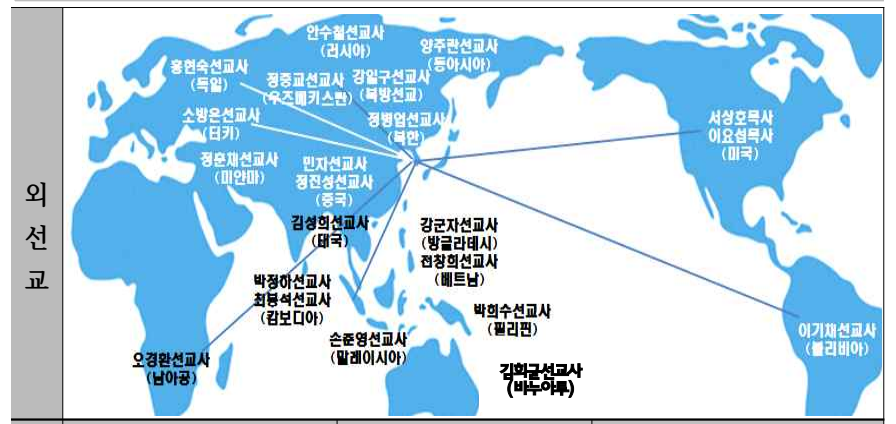 외
선
교
안수철선교사
(러시아)
양주란선교사
(동아시아)
홍현숙선교사
(독일)
정중교선교사
(우즈베키스탄)
강일구선교사
(북방선교)
소방은선교사
(터키)
정병업선교사
(북한)
서상호목사
이요섭목사
(미국)
정훈채선교사
(미얀마)
민자선교사
정진성선교사
(중국)
김성희선교사
(태국)
강군자선교사
(방글라데시)
전창희선교사
(베트남)
박정하선교사
최봉석선교사
(캄보디아)
박희수선교사
(필리핀)
손준영선교사
(말레이시아)
이기채선교사
(볼리비아)
오경환선교사
(남아공)
김희균선교사
(바누아투)